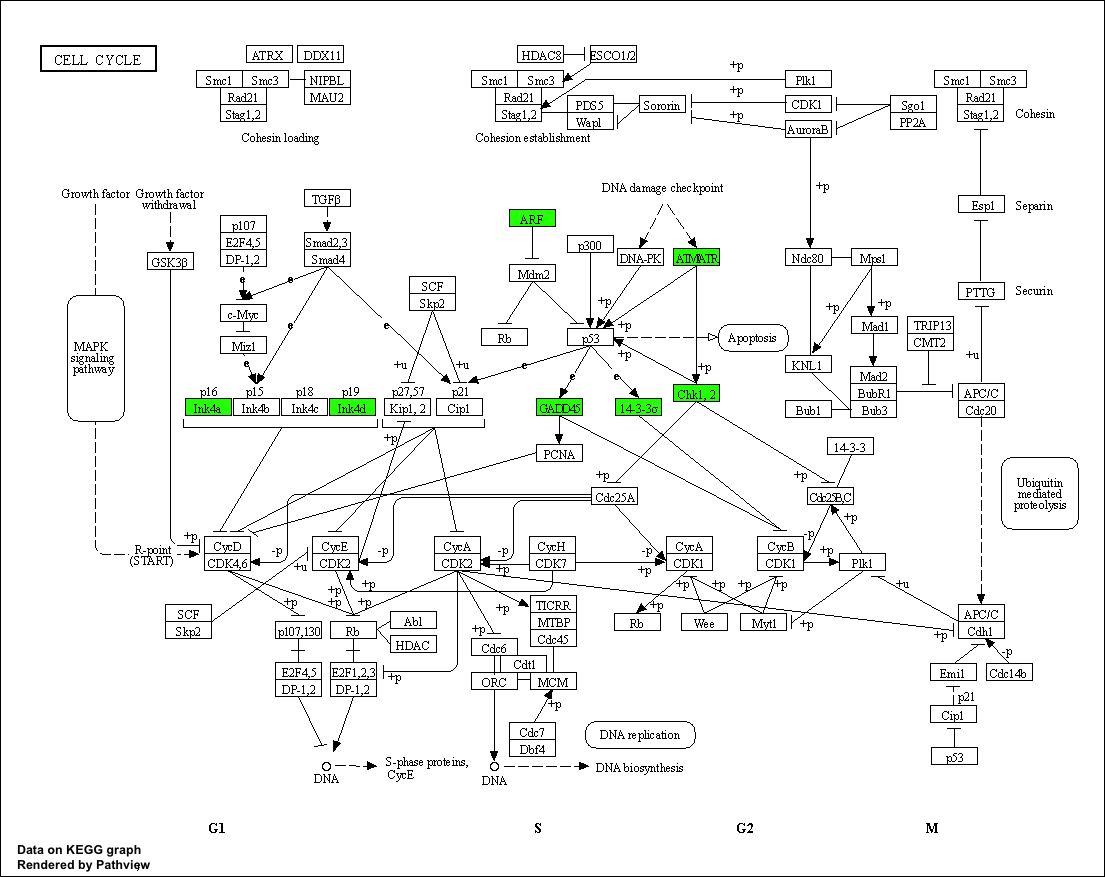 CELL CYCLE
ATRX
DDX11
Smc1
Smc3
NIPBL
MAU2
Rad21
Stag1,2
Cohesin loading
HDAC8
ESCO1/2
Smc1
Smc3
Rad21
Stag1,2
PDS5
Wapl
Sororin
Cohesion establishment
+p
Plk1
+p
CDK1
+p
AuroraB
Sgo1
PP2A
Smc1
Smc3
Rad21
Stag1,2
Cohesin
Growth factor
Growth factor
withdrawal
TGFβ
DNA damage checkpoint
+p
Esp1
Separin
p107
E2F4,5
DP-1,2
Smad2,3
Smad4
ARF
p300
DNA-PK
ATM/ATR
Ndc80
Mps1
GSK3β
Mdm2
SCF
Skp2
PTTG
Securin
e
e
c-Myc
Miz1
e
e
e
Rb
p53
+p
+p
+p
Apoptosis
+p
+p
Mad1
TRIP13
CMT2
MAPK
signaling
pathway
KNL1
Mad2
BubR1
Bub3
Bub1
+u
APC/C
Cdc20
+u
+u
e
e
e
+p
p16
Ink4a
p15
Ink4b
p18
Ink4c
p19
Ink4d
p27,57
Kip1, 2
p21
Cip1
GADD45
14-3-3σ
Chk1, 2
+p
PCNA
14-3-3
+p
+p
Cdc25A
Cdc25B,C
Ubiquitin
mediated
proteolysis
R-point
(START)
+p
CycD
CDK4,6
-p
+u
CycE
CDK2
-p
CycA
CDK2
-p
+p
CycH
CDK7
-p
+p
CycA
CDK1
CycB
CDK1
-p
+p
+p
Plk1
+u
SCF
Skp2
+p
+p
+p
+p
+p
+p
TICRR
MTBP
Cdc45
+p
Rb
+p
Wee
+p
+p
Myt1
+p
+p
APC/C
Cdh1
-p
p107,130
Rb
Abl
HDAC
+p
Cdc6
Cdt1
ORC
MCM
E2F4,5
DP-1,2
E2F1,2,3
DP-1,2
+p
+p
Cdc7
Dbf4
Emi1
Cdc14b
p21
Cip1
p53
DNA replication
DNA
S-phase proteins,
CycE
DNA
DNA biosynthesis
G1
S
G2
M
Data on KEGG graph
Rendered by Pathview